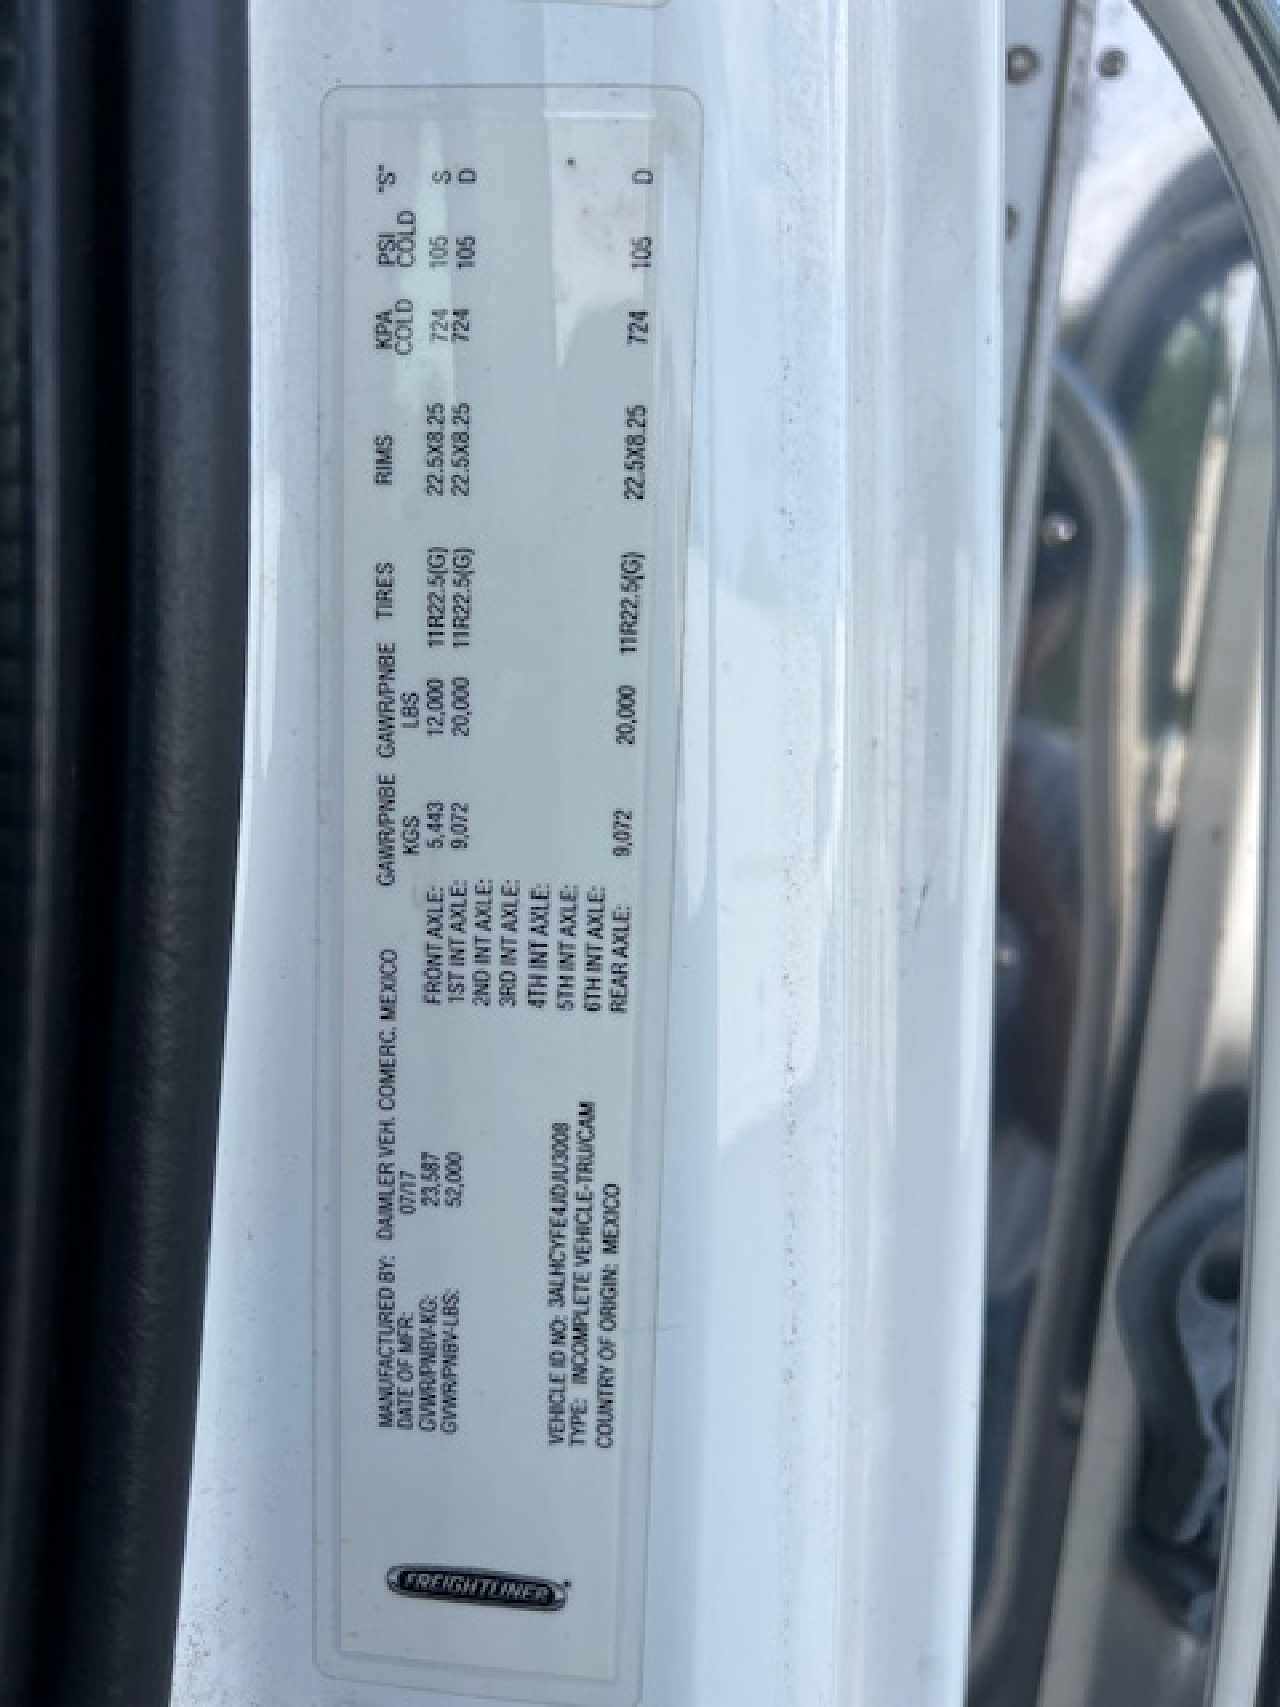 FREIGHTLINER
MANUFACTURED BY: DAIMLER VEH. COMERC. MEXICO
DATE OF MFR: 07/17
GVWR/PNBV-KG: 23,587
GVWR/PNBV-LBS: 52,000
VEHICLE ID NO: 3ALHCYFE4JDJU3008
TYPE: INCOMPLETE VEHICLE-TRU/CAM
COUNTRY OF ORIGIN: MEXICO
GAWR/PNBE GAWR/PNBE TIRES RIMS KPA PSI "S"
KGS LBS COLD COLD
FRONT AXLE: 5,443 12,000 11R22.5(G) 22.5X8.25 724 105 S
1ST INT AXLE: 9,072 20,000 11R22.5(G) 22.5X8.25 724 105 D
2ND INT AXLE:
3RD INT AXLE:
4TH INT AXLE:
5TH INT AXLE:
6TH INT AXLE:
REAR AXLE: 9,072 20,000 11R22.5(G) 22.5X8.25 724 105 D